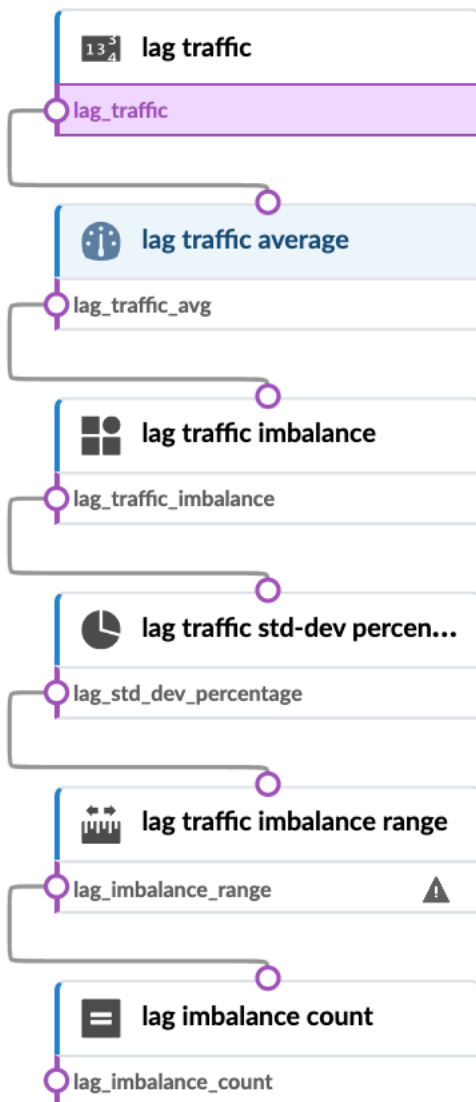 lag traffic
lag_traffic
lag traffic average
lag_traffic_avg
lag traffic imbalance
lag_traffic_imbalance
lag traffic std-dev percen...
lag_std_dev_percentage
lag traffic imbalance range
lag_imbalance_range
lag imbalance count
lag_imbalance_count